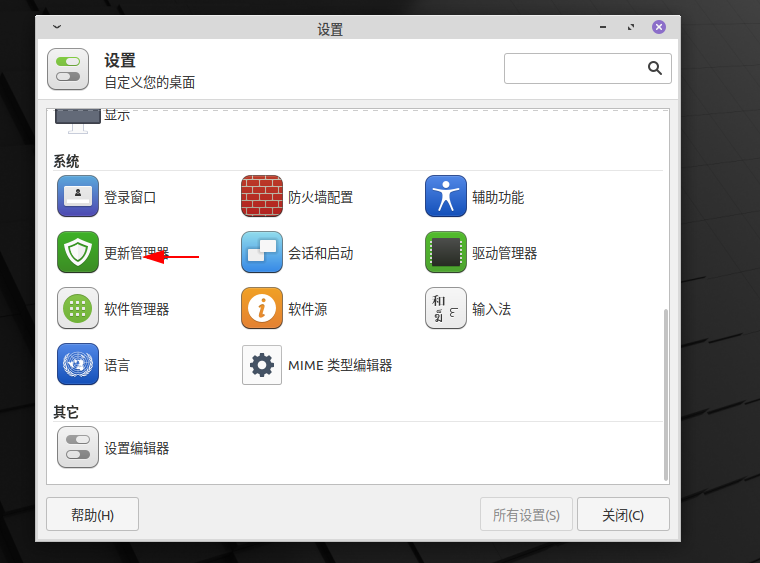 设置
设置
自定义您的桌面
显示
系统
登录窗口
防火墙配置
辅助功能
更新管理器
会话和启动
驱动管理器
软件管理器
软件源
输入法
语言
MIME 类型编辑器
其它
设置编辑器
帮助(H)
所有设置(S)
关闭(C)